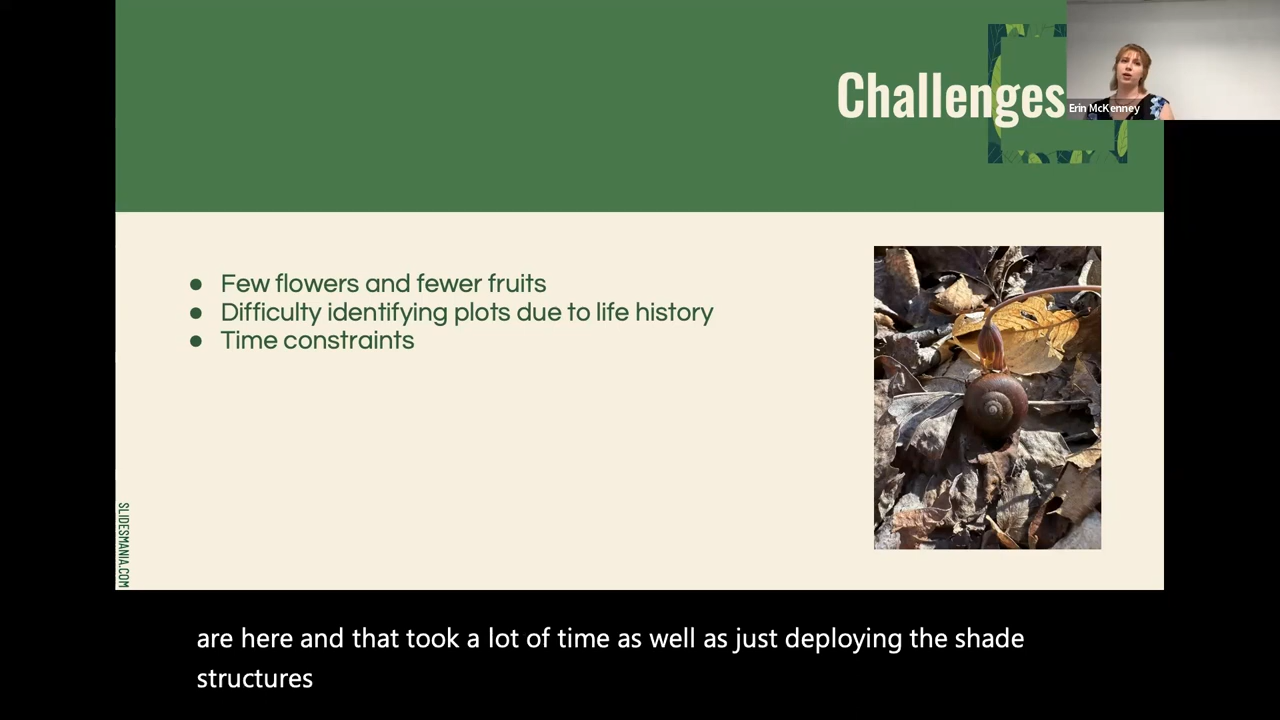 Challenges
Erin McKenney
● Few flowers and fewer fruits
● Difficulty identifying plots due to life history
● Time constraints
SLIDESMANIA.COM
are here and that took a lot of time as well as just deploying the shade
structures